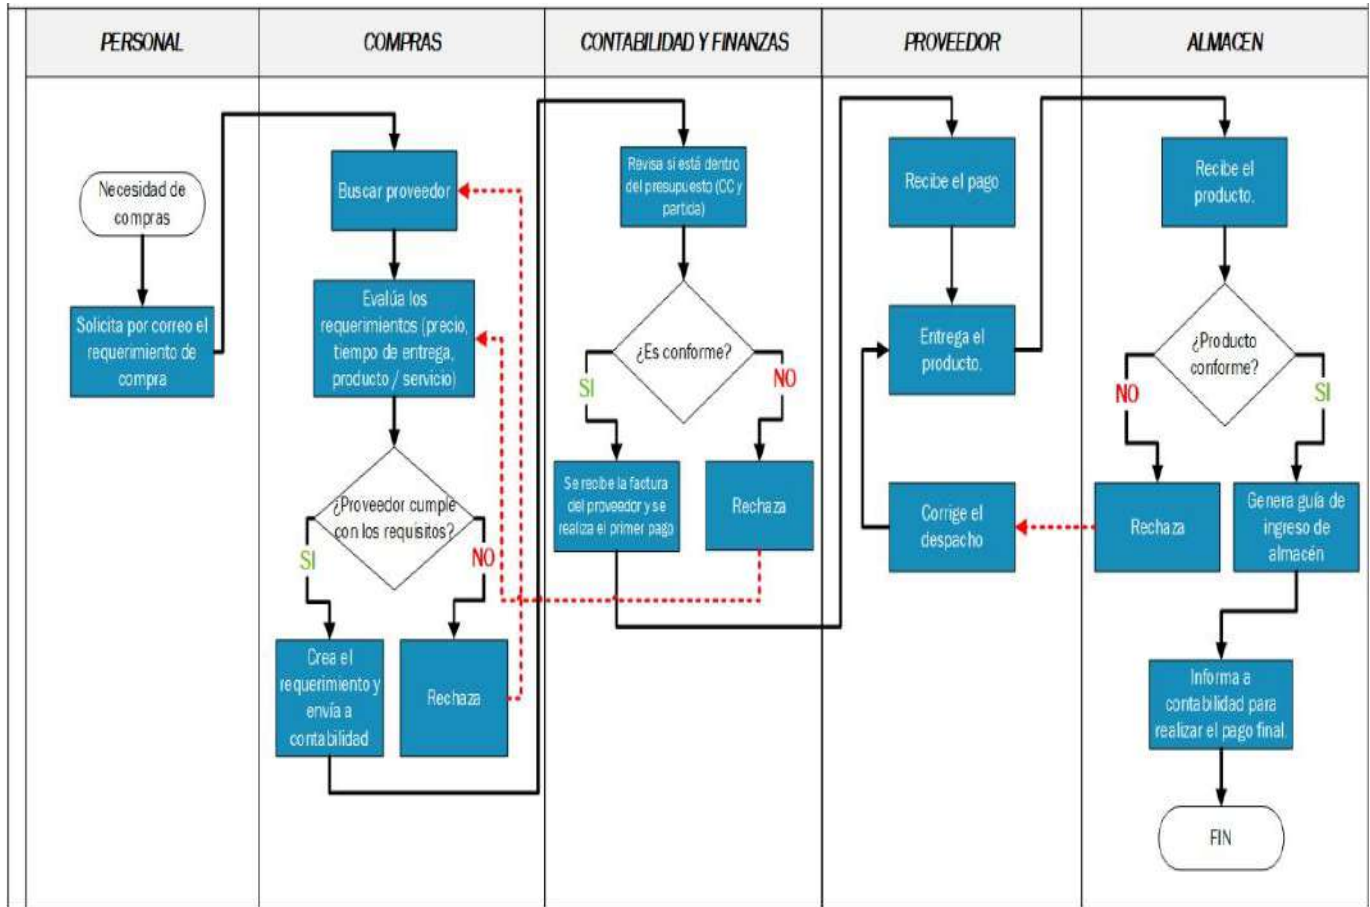 PERSONAL
COMPRAS
CONTABILIDAD Y FINANZAS
PROVEEDOR
ALMACEN
Necesidad de
compras
Solicita por correo el
requerimiento de
compra
Buscar proveedor
Evalúa los
requerimientos (precio,
tiempo de entrega,
producto / servicio)
¿Proveedor cumple
con los requisitos?
SI
NO
Crea el
requerimiento y
envía a
contabilidad
Rechaza
Revisa si está dentro
del presupuesto (CC y
partida)
¿Es conforme?
SI
NO
Se recibe la factura
del proveedor y se
realiza el primer pago
Rechaza
Recibe el pago
Entrega el
producto.
Corrige el
despacho
Recibe el
producto.
¿Producto
conforme?
NO
SI
Rechaza
Genera guía de
ingreso de
almacén
Informa a
contabilidad para
realizar el pago final.
FIN